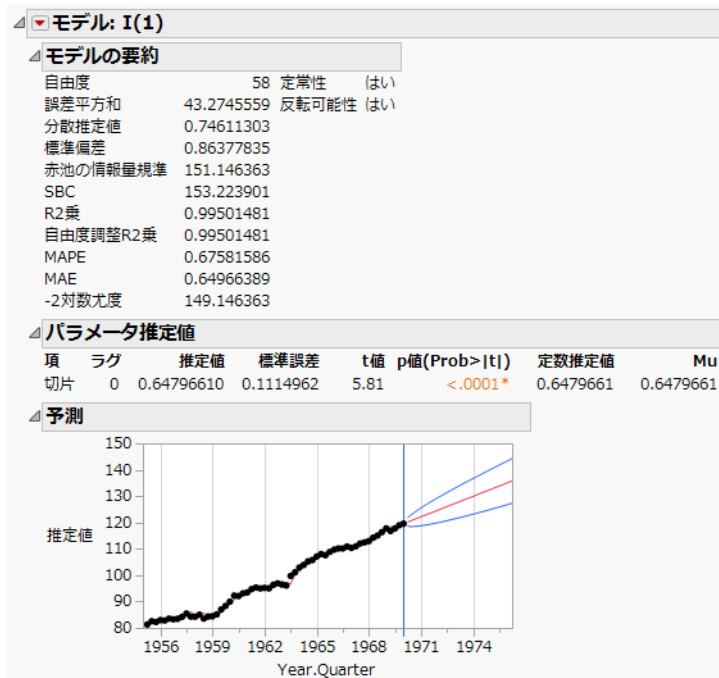 モデル: I(1)
モデルの要約
自由度 58 定常性 はい
誤差平方和 43.2745559 反転可能性 はい
分散推定値 0.74611303
標準偏差 0.86377835
赤池の情報量規準 151.146363
SBC 153.223901
R2乗 0.99501481
自由度調整R2乗 0.99501481
MAPE 0.67581586
MAE 0.64966389
-2対数尤度 149.146363
パラメータ推定値
項 ラグ 推定値 標準誤差 t値 p値(Prob>|t|) 定数推定値 Mu
切片 0 0.64796610 0.1114962 5.81 <.0001* 0.6479661 0.6479661
予測
150
140
130
120
110
100
90
80
推定値
1956 1959 1962 1965 1968 1971 1974
Year.Quarter